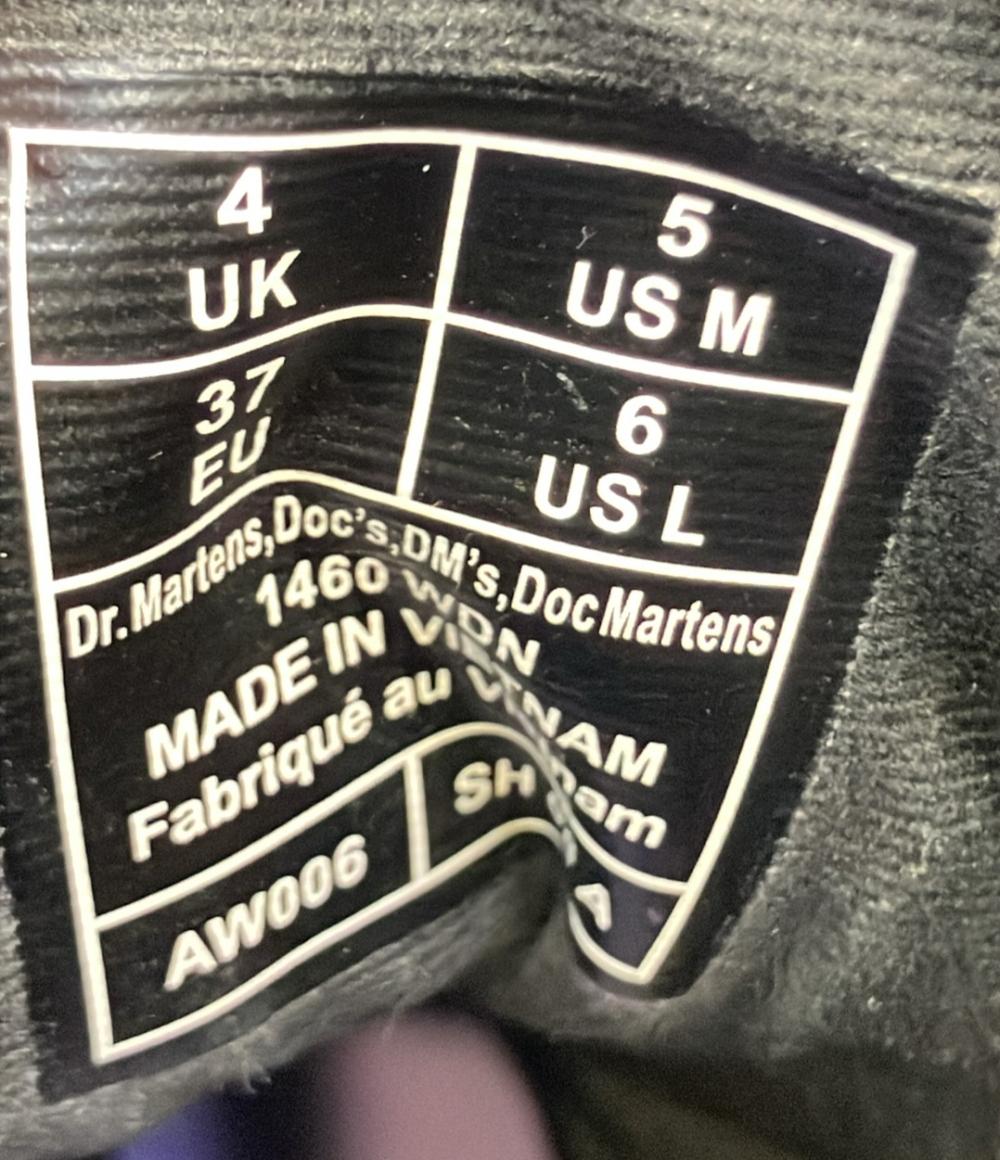 4
UK
5
US M
37
EU
6
US L
Dr. Martens, Doc's, DM's, Doc Martens
1460 WDN
MADE IN VIETNAM
Fabriqué au Vietnam
AW006
SH
A